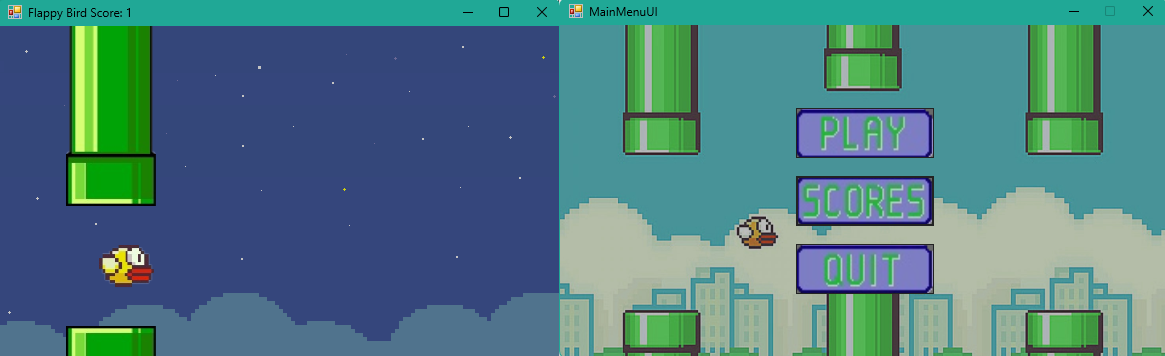 Flappy Bird Score: 1
MainMenuUI
PLAY
SCORES
QUIT